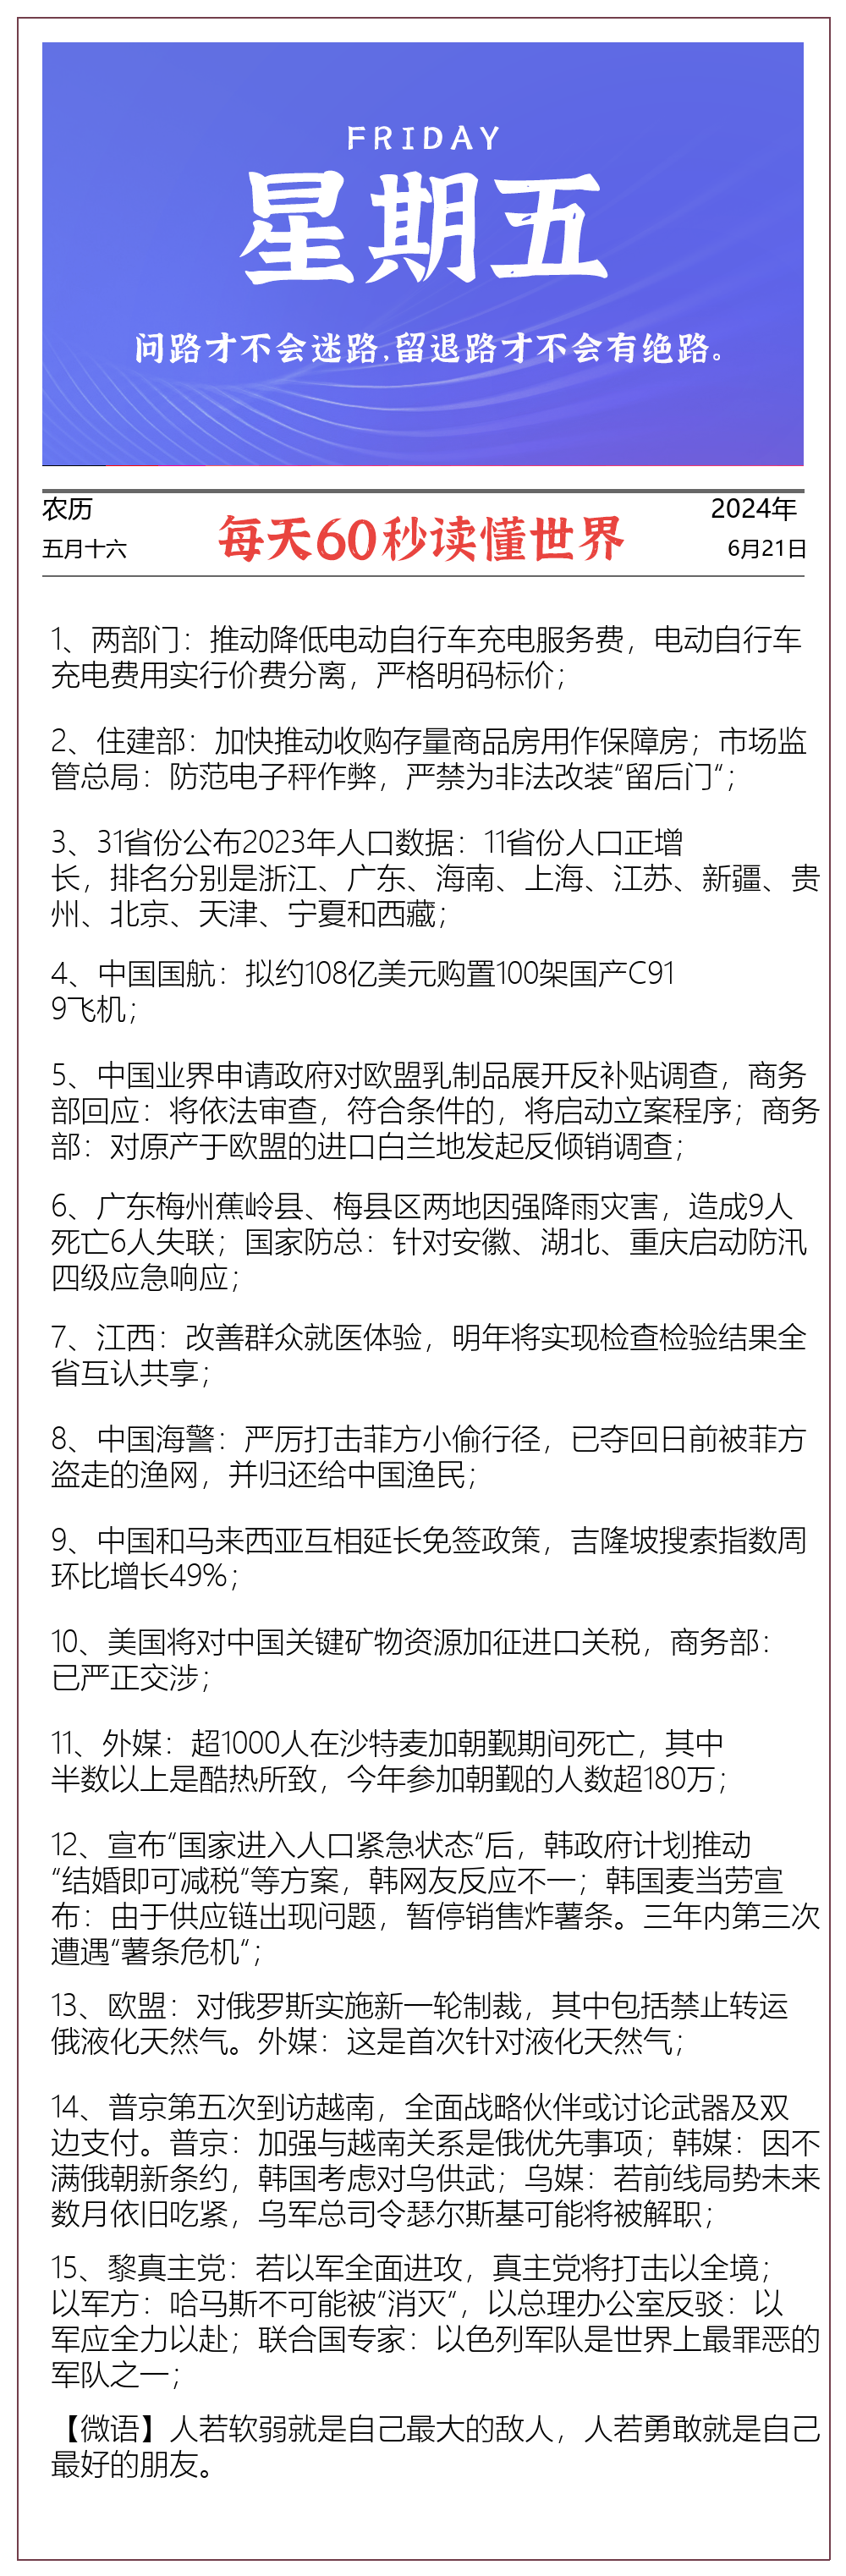 FRIDAY
星期五
问路才不会迷路,留退路才不会有绝路。
农历
五月十六
每天60秒读懂世界
2024年
6月21日
1、两部门：推动降低电动自行车充电服务费，电动自行车
充电费用实行价费分离，严格明码标价；
2、住建部：加快推动收购存量商品房用作保障房；市场监
管总局：防范电子秤作弊，严禁为非法改装“留后门“；
3、31省份公布2023年人口数据：11省份人口正增
长，排名分别是浙江、广东、海南、上海、江苏、新疆、贵
州、北京、天津、宁夏和西藏；
4、中国国航：拟约108亿美元购置100架国产C91
9飞机；
5、中国业界申请政府对欧盟乳制品展开反补贴调查，商务
部回应：将依法审查，符合条件的，将启动立案程序；商务
部：对原产于欧盟的进口白兰地发起反倾销调查；
6、广东梅州蕉岭县、梅县区两地因强降雨灾害，造成9人
死亡6人失联；国家防总：针对安徽、湖北、重庆启动防汛
四级应急响应；
7、江西：改善群众就医体验，明年将实现检查检验结果全
省互认共享；
8、中国海警：严厉打击菲方小偷行径，已夺回日前被菲方
盗走的渔网，并归还给中国渔民；
9、中国和马来西亚互相延长免签政策，吉隆坡搜索指数周
环比增长49%；
10、美国将对中国关键矿物资源加征进口关税，商务部：
已严正交涉；
11、外媒：超1000人在沙特麦加朝觐期间死亡，其中
半数以上是酷热所致，今年参加朝觐的人数超180万；
12、宣布“国家进入人口紧急状态“后，韩政府计划推动
“结婚即可减税“等方案，韩网友反应不一；韩国麦当劳宣
布：由于供应链出现问题，暂停销售炸薯条。三年内第三次
遭遇“薯条危机“；
13、欧盟：对俄罗斯实施新一轮制裁，其中包括禁止转运
俄液化天然气。外媒：这是首次针对液化天然气；
14、普京第五次到访越南，全面战略伙伴或讨论武器及双
边支付。普京：加强与越南关系是俄优先事项；韩媒：因不
满俄朝新条约，韩国考虑对乌供武；乌媒：若前线局势未来
数月依旧吃紧，乌军总司令瑟尔斯基可能将被解职；
15、黎真主党：若以军全面进攻，真主党将打击以全境；
以军方：哈马斯不可能被“消灭“，以总理办公室反驳：以
军应全力以赴；联合国专家：以色列军队是世界上最罪恶的
军队之一；
【微语】人若软弱就是自己最大的敌人，人若勇敢就是自己
最好的朋友。